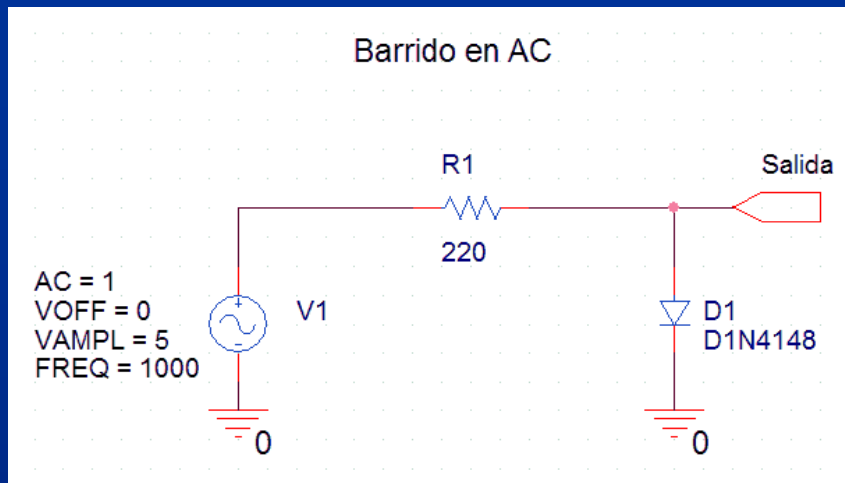 Barrido en AC
R1
Salida
220
AC = 1
VOFF = 0
VAMPL = 5
FREQ = 1000
V1
D1
D1N4148
0
0